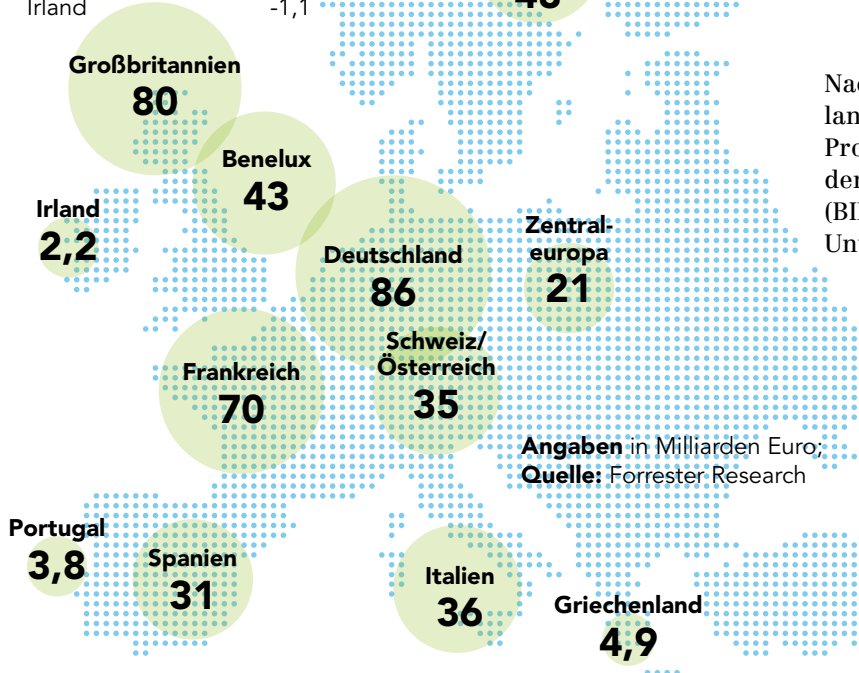 Irland -1,1
Großbritannien
80
Benelux
43
Irland
2,2
Deutschland
86
Zentral-
europa
21
Schweiz/
Österreich
35
Frankreich
70
Angaben in Milliarden Euro;
Quelle: Forrester Research
Portugal
3,8
Spanien
31
Italien
36
Griechenland
4,9